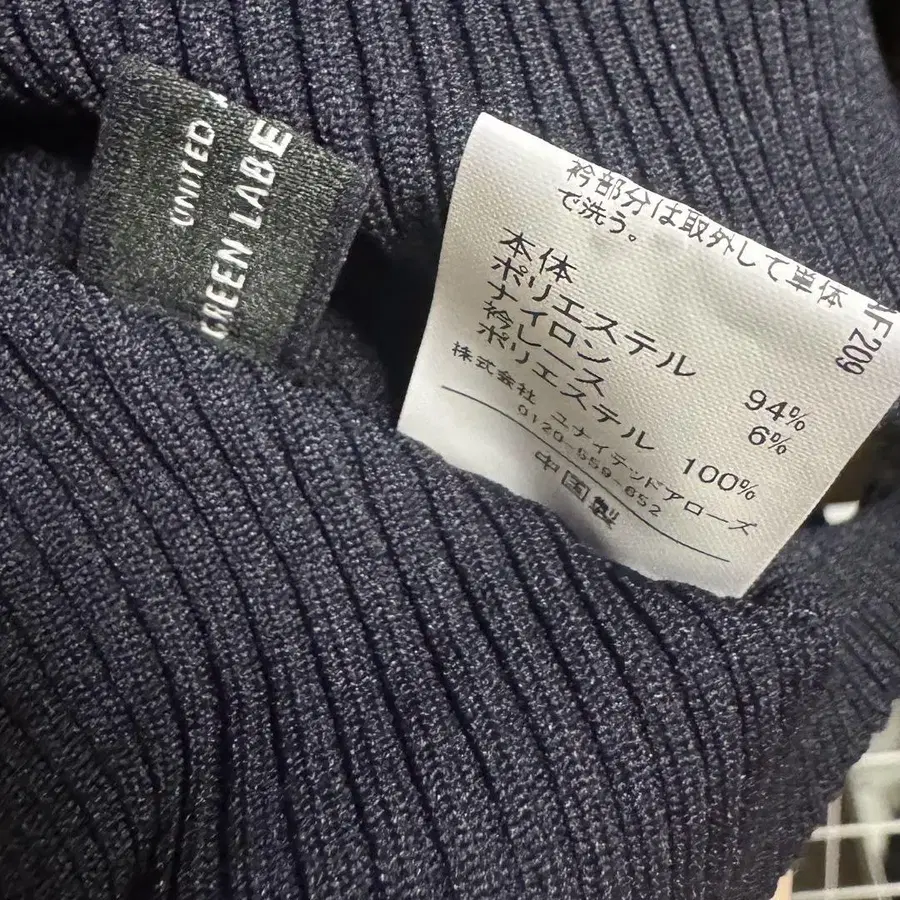 UNITED
GREEN LABE
衿部分は取外して単体
で洗う。
AF209
本体
ポリエステル 94%
ナイロン 6%
衿レース
ポリエステル 100%
株式会社 ユナイテッドアローズ
0120-559-652
中国製